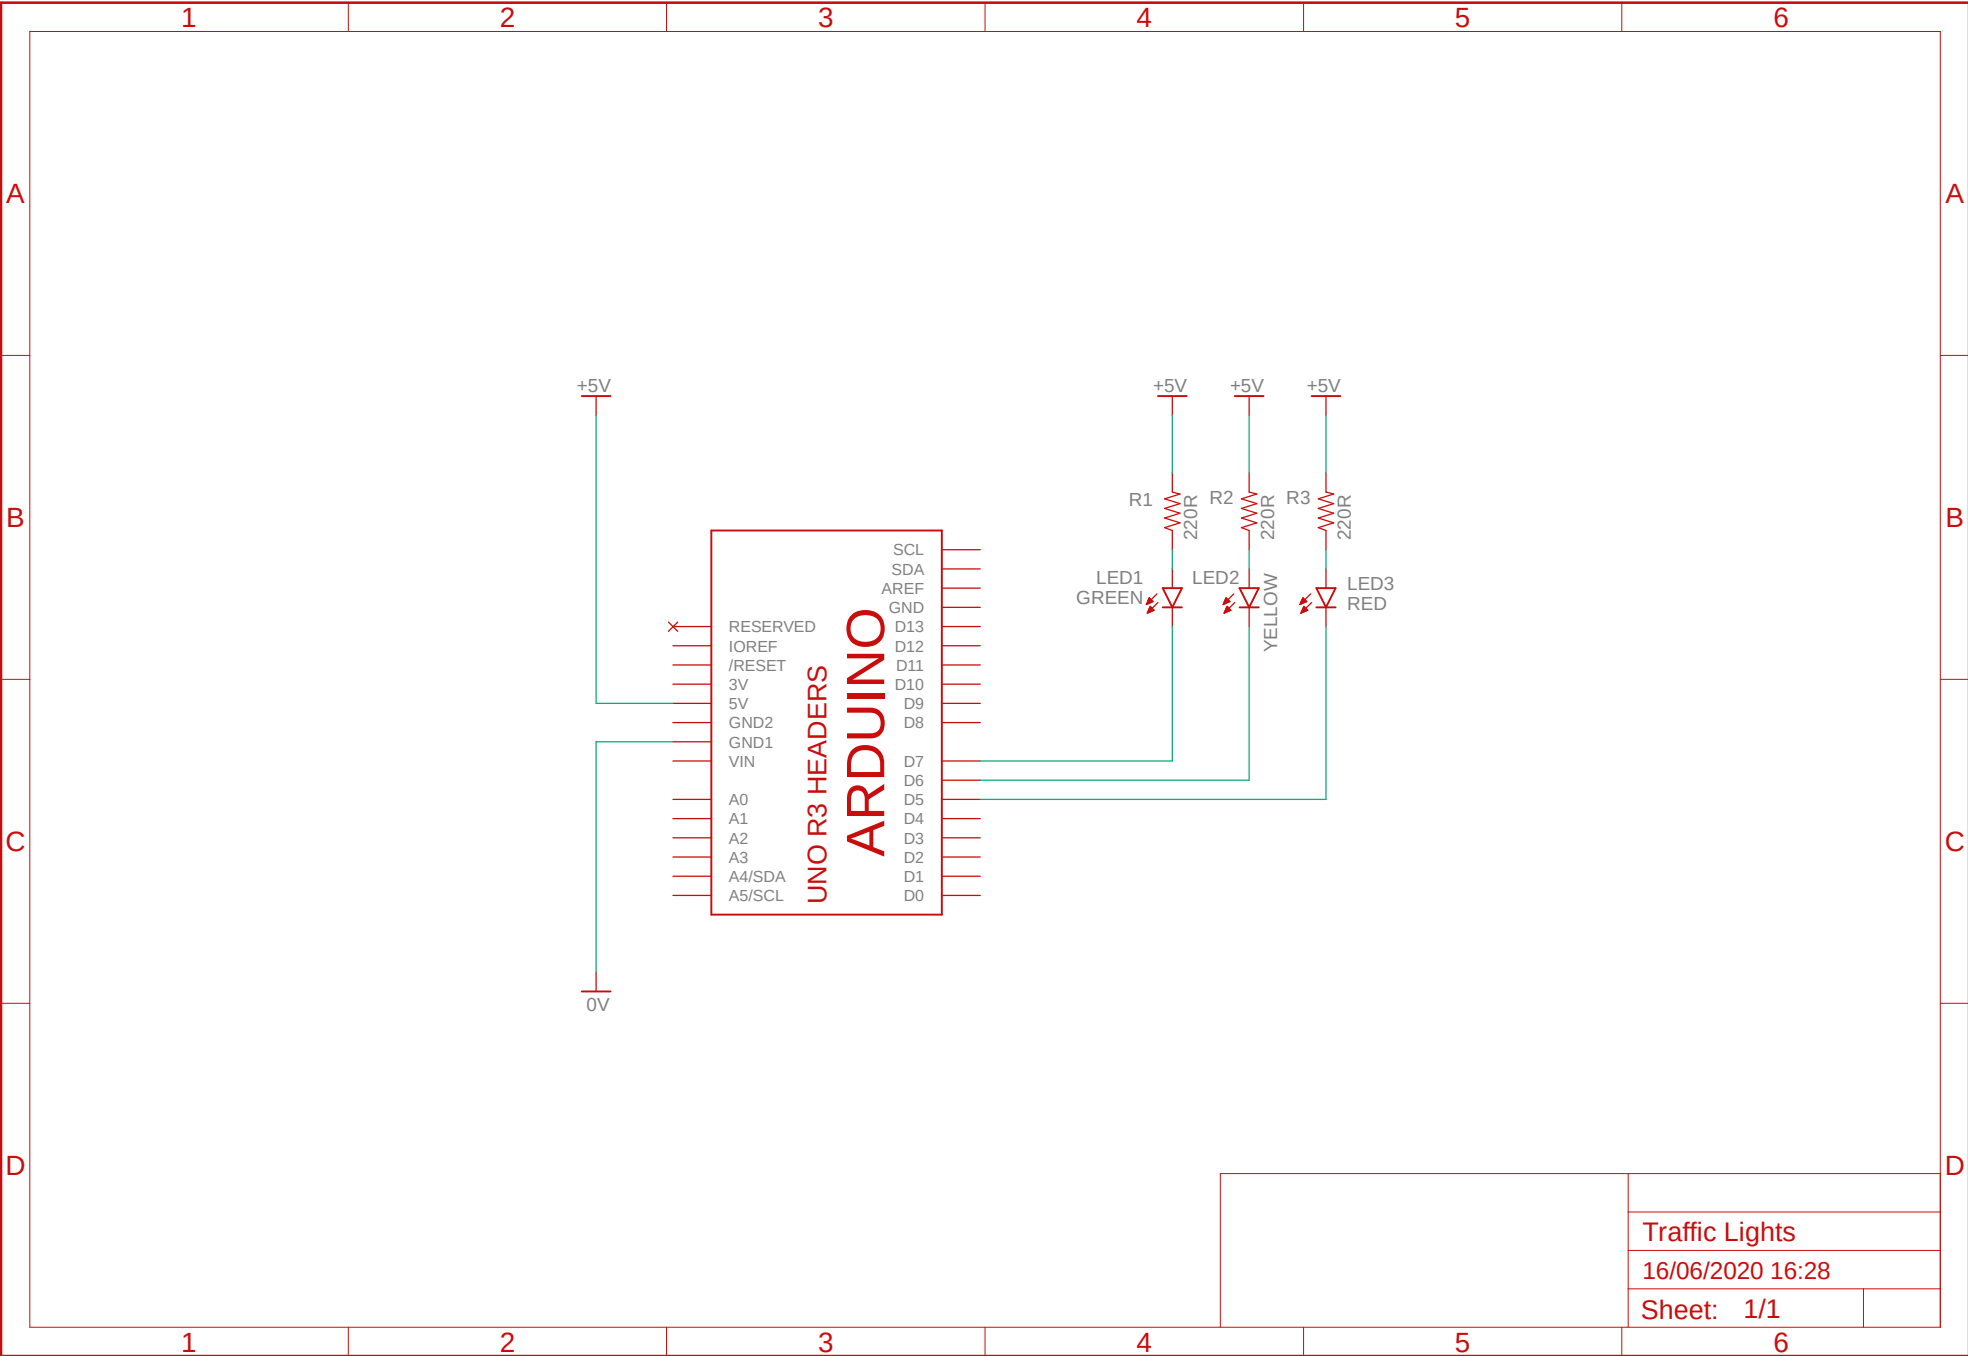 1 2 3 4 5 6
A A
+5V +5V +5V +5V
B B
R1 220R R2 220R R3 220R
LED1
GREEN
LED2
YELLOW
LED3
RED
RESERVED
IOREF
/RESET
3V
5V
GND2
GND1
VIN
A0
A1
A2
A3
A4/SDA
A5/SCL
UNO R3 HEADERS
ARDUINO
SCL
SDA
AREF
GND
D13
D12
D11
D10
D9
D8
D7
D6
D5
D4
D3
D2
D1
D0
C C
0V
D D
Traffic Lights
16/06/2020 16:28
Sheet: 1/1
1 2 3 4 5 6